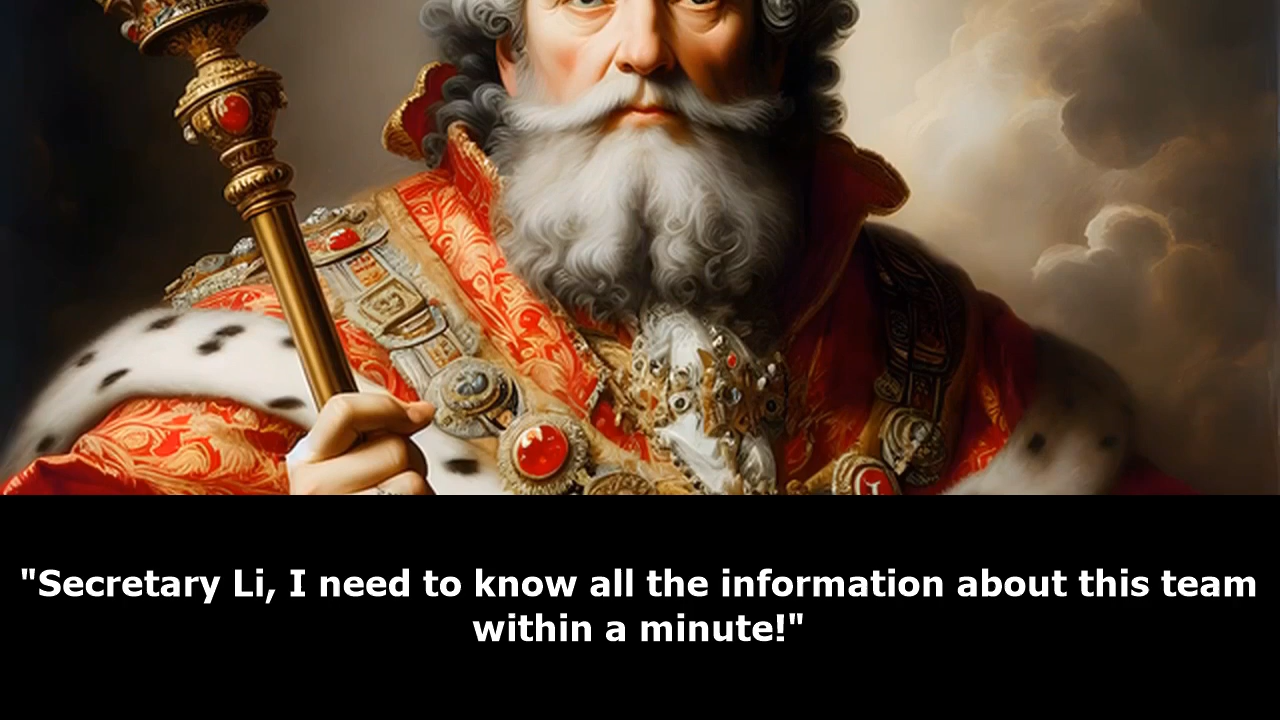 "Secretary Li, I need to know all the information about this team
within a minute!"